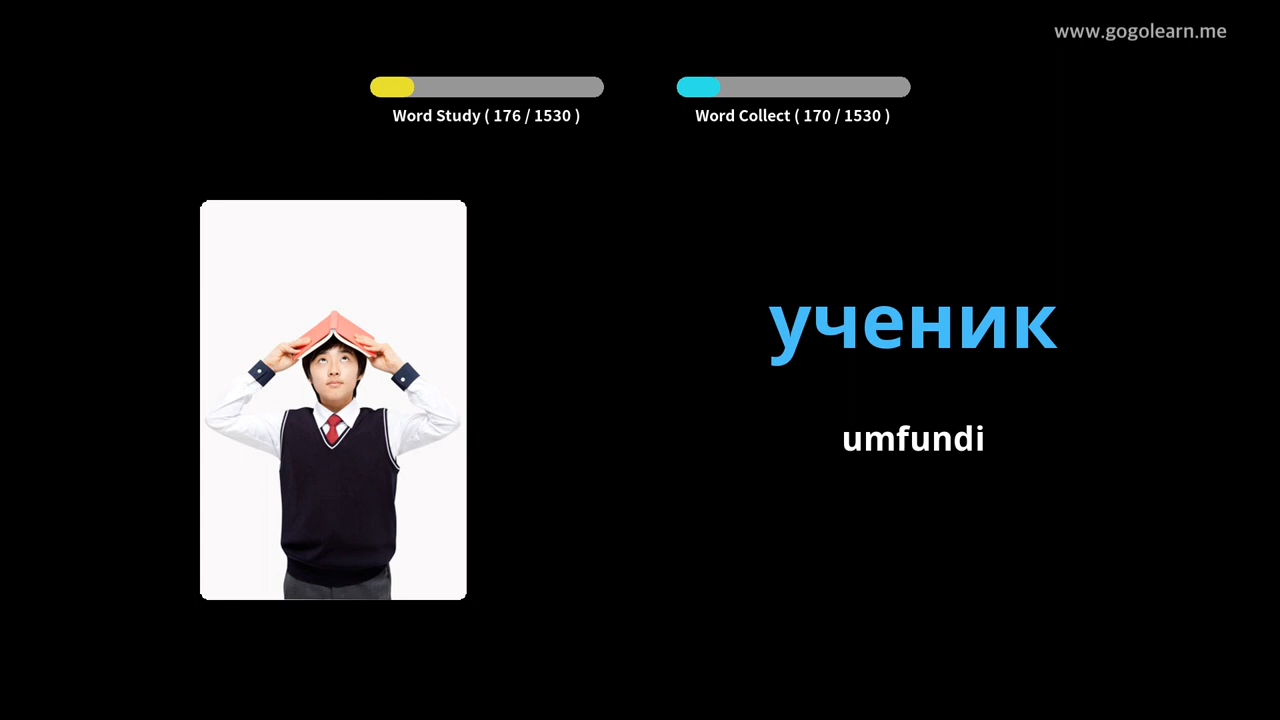 www.gogolearn.me
Word Study ( 176 / 1530 )
Word Collect ( 170 / 1530 )
ученик
umfundi